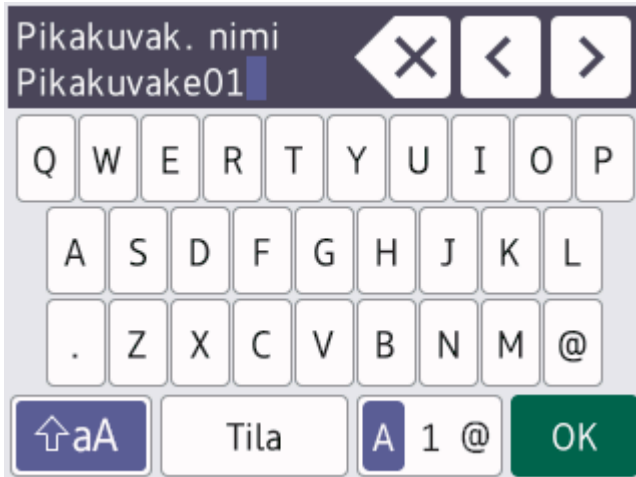 Pikakuvak. nimi
Pikakuvake01
Q W E R T Y U I O P
A S D F G H J K L
. Z X C V B N M @
aA Tila A 1 @ OK